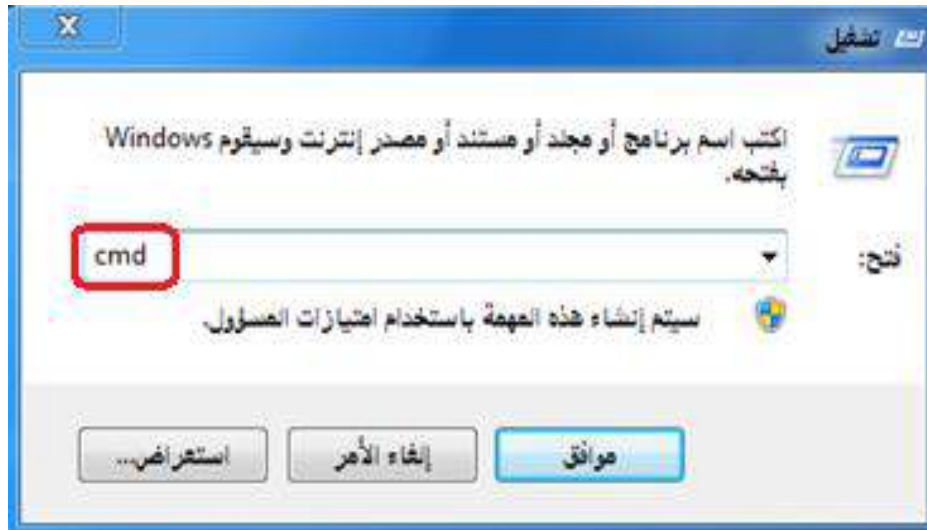 تشغيل
اكتب اسم برنامج أو مجلد أو مستند أو مصدر إنترنت وسيقوم Windows
بفتحه.
فتح:
cmd
سيتم إنشاء هذه المهمة باستخدام امتيازات المسؤول.
موافق
إلغاء الأمر
استعراض...